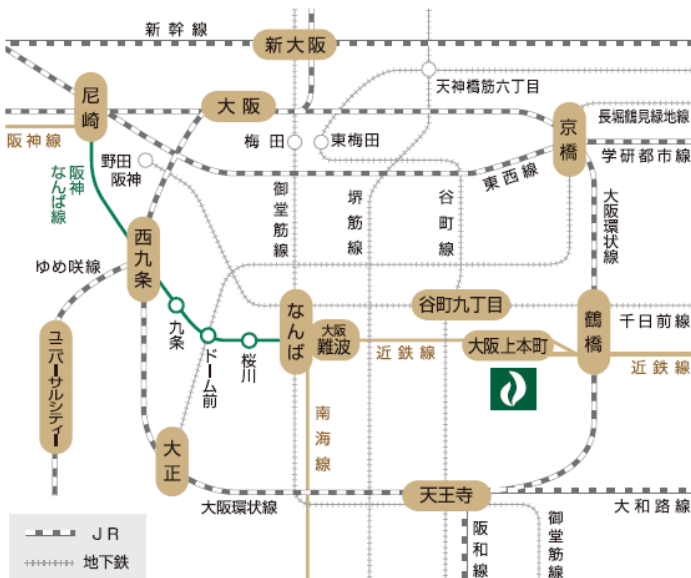 新幹線
新大阪
天神橋筋六丁目
尼崎
大阪
京橋
長堀鶴見緑地線
阪神線
梅田
東梅田
学研都市線
野田
阪神
東西線
阪神
なんば線
御堂筋線
堺筋線
谷町線
大阪環状線
西九条
ゆめ咲線
なんば
谷町九丁目
鶴橋
千日前線
九条
大阪
難波
ドーム前
桜川
近鉄線
大阪上本町
近鉄線
ユニバーサルシティー
南海線
大正
天王寺
大阪環状線
大和路線
阪和線
御堂筋線
JR
地下鉄